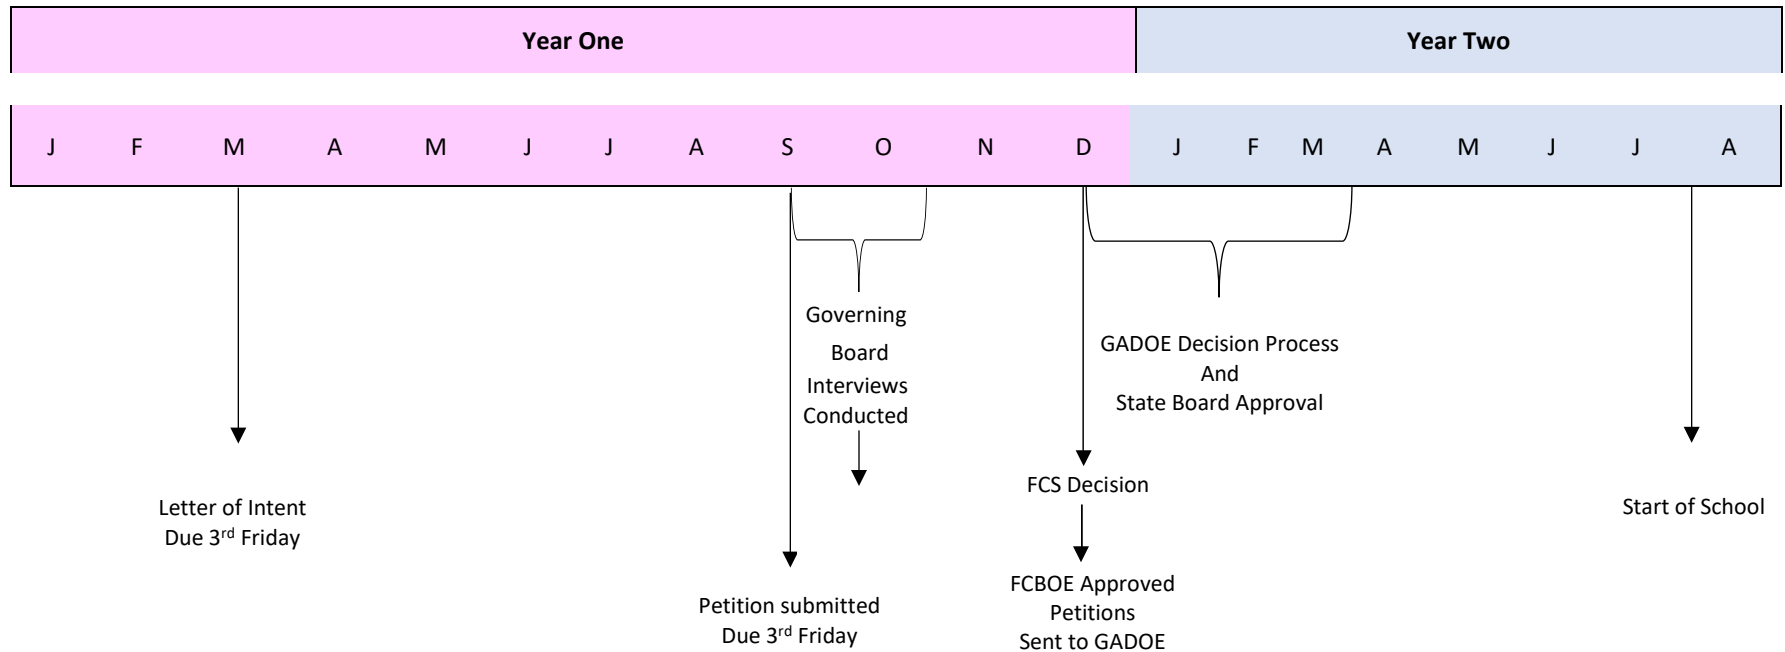 Year One Year Two
J F M A M J J A S O N D J F M A M J J A
Governing
Board
Interviews
Conducted
GADOE Decision Process
And
State Board Approval
FCS Decision
Letter of Intent
Due 3rd Friday
Start of School
Petition submitted
Due 3rd Friday
FCBOE Approved
Petitions
Sent to GADOE